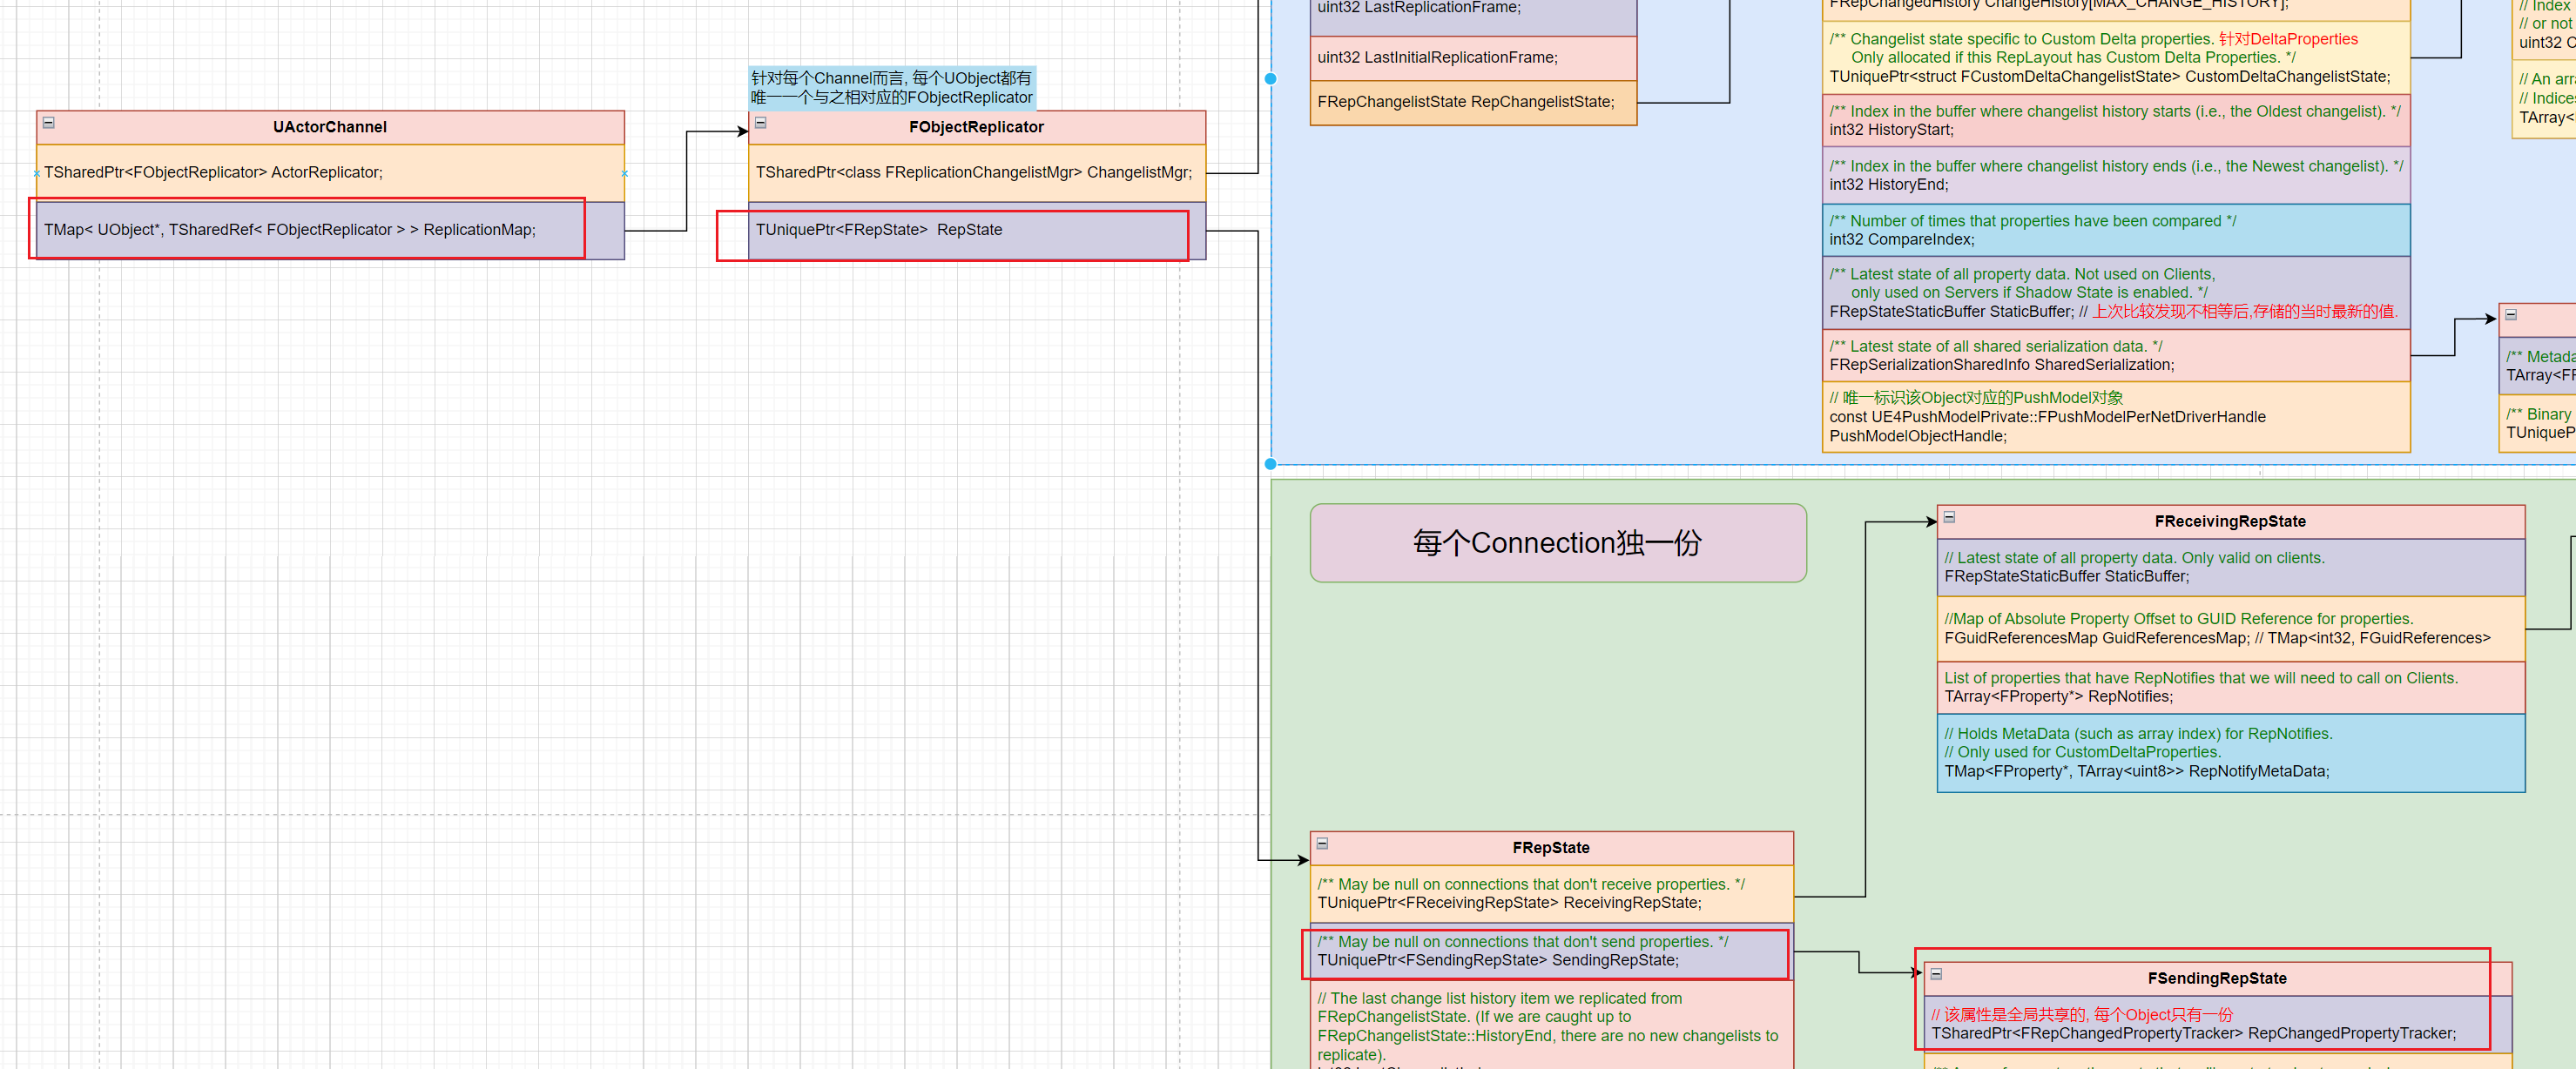 针对每个Channel而言, 每个UObject都有
唯一一个与之相对应的FObjectReplicator
UActorChannel
TSharedPtr<FObjectReplicator> ActorReplicator;
TMap< UObject*, TSharedRef< FObjectReplicator > > ReplicationMap;
FObjectReplicator
TSharedPtr<class FReplicationChangelistMgr> ChangelistMgr;
TUniquePtr<FRepState>  RepState
uint32 LastReplicationFrame;
uint32 LastInitialReplicationFrame;
FRepChangelistState RepChangelistState;
FRepChangedHistory ChangeHistory[MAX_CHANGE_HISTORY];
/** Changelist state specific to Custom Delta properties. 针对DeltaProperties
Only allocated if this RepLayout has Custom Delta Properties. */
TUniquePtr<struct FCustomDeltaChangelistState> CustomDeltaChangelistState;
/** Index in the buffer where changelist history starts (i.e., the Oldest changelist). */
int32 HistoryStart;
/** Index in the buffer where changelist history ends (i.e., the Newest changelist). */
int32 HistoryEnd;
/** Number of times that properties have been compared */
int32 CompareIndex;
/** Latest state of all property data. Not used on Clients,
only used on Servers if Shadow State is enabled. */
FRepStateStaticBuffer StaticBuffer; // 上次比较发现不相等后,存储的当时最新的值.
/** Latest state of all shared serialization data. */
FRepSerializationSharedInfo SharedSerialization;
// 唯一标识该Object对应的PushModel对象
const UE4PushModelPrivate::FPushModelPerNetDriverHandle
PushModelObjectHandle;
// Index
// or not
uint32
// An arr
// Indices
TArray<
/** Metada
TArray<F
/** Binary
TUniqueP
每个Connection独一份
FReceivingRepState
// Latest state of all property data. Only valid on clients.
FRepStateStaticBuffer StaticBuffer;
//Map of Absolute Property Offset to GUID Reference for properties.
FGuidReferencesMap GuidReferencesMap; // TMap<int32, FGuidReferences>
List of properties that have RepNotifies that we will need to call on Clients.
TArray<FProperty*> RepNotifies;
// Holds MetaData (such as array index) for RepNotifies.
// Only used for CustomDeltaProperties.
TMap<FProperty*, TArray<uint8>> RepNotifyMetaData;
FRepState
/** May be null on connections that don't receive properties. */
TUniquePtr<FReceivingRepState> ReceivingRepState;
/** May be null on connections that don't send properties. */
TUniquePtr<FSendingRepState> SendingRepState;
// The last change list history item we replicated from
FRepChangelistState. (If we are caught up to
FRepChangelistState::HistoryEnd, there are no new changelists to
replicate).
FSendingRepState
// 该属性是全局共享的, 每个Object只有一份
TSharedPtr<FRepChangedPropertyTracker> RepChangedPropertyTracker;